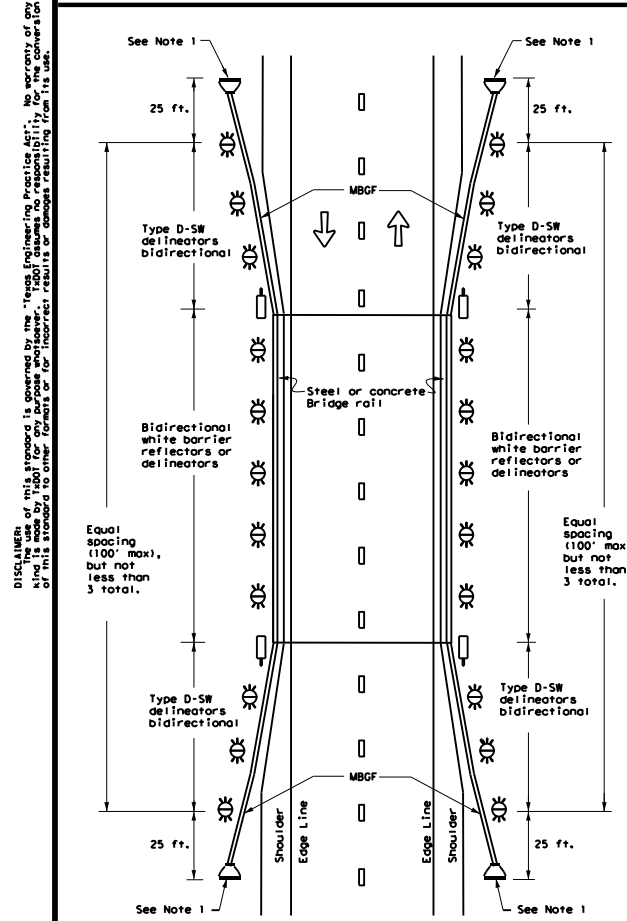 DISCLAIMER:
The use of this standard is governed by the "Texas Engineering Practice Act". No warranty of any
kind is made by TxDOT for any purpose whatsoever. TxDOT assumes no responsibility for the conversion
of this standard to other formats or for incorrect results or damages resulting from its use.
See Note 1
See Note 1
25 ft.
25 ft.
MBGF
Type D-SW
delineators
bidirectional
Type D-SW
delineators
bidirectional
Steel or concrete
Bridge rail
Bidirectional
white barrier
reflectors or
delineators
Bidirectional
white barrier
reflectors or
delineators
Equal
spacing
(100' max),
but not
less than
3 total.
Equal
spacing
(100' max
but not
less than
3 total.
Type D-SW
delineators
bidirectional
Type D-SW
delineators
bidirectional
MBGF
25 ft.
Shoulder
Edge Line
Edge Line
Shoulder
25 ft.
See Note 1
See Note 1